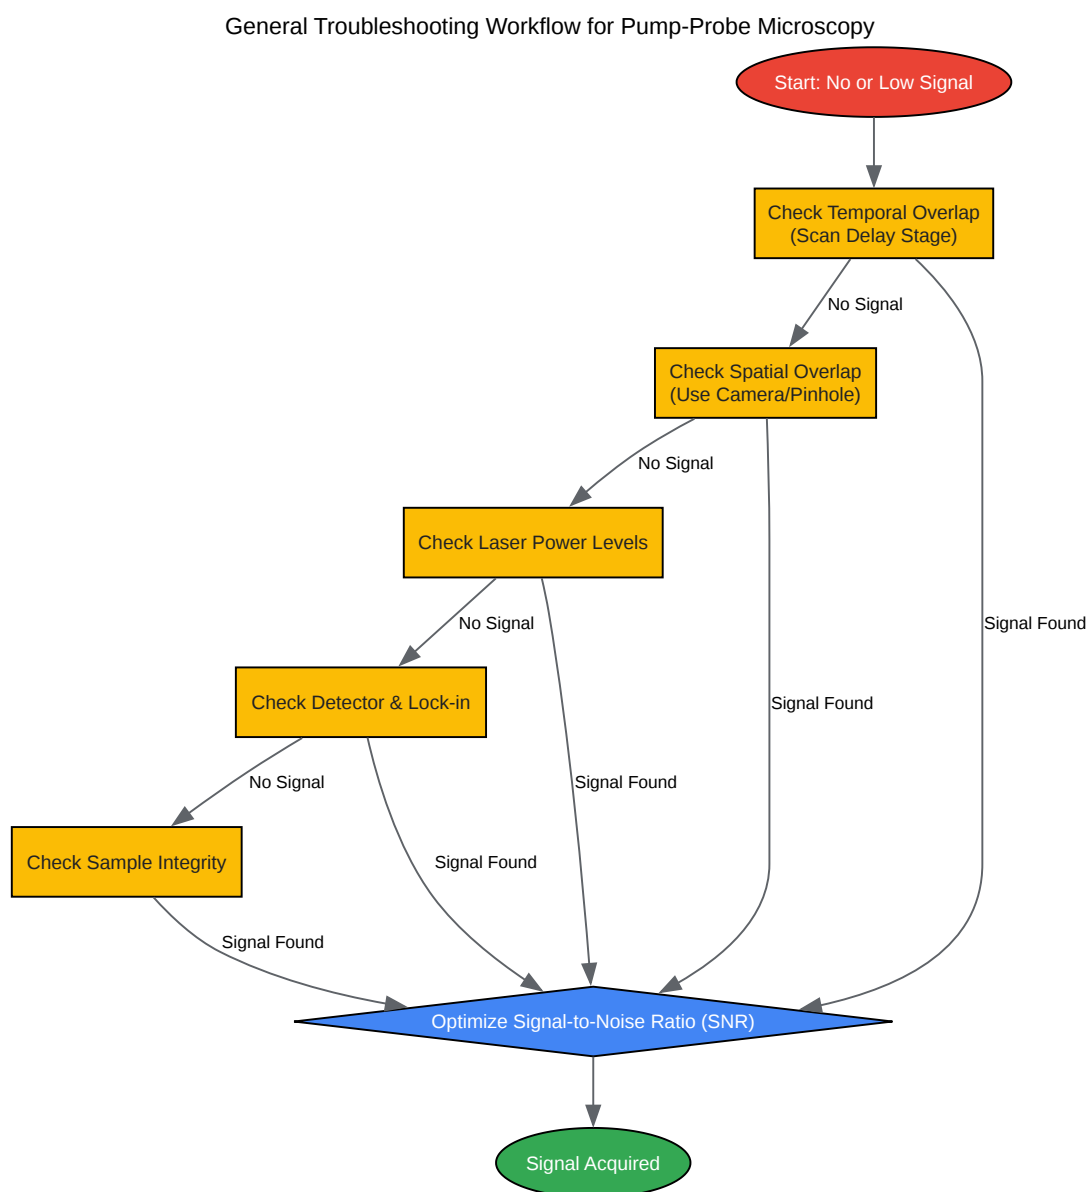 General Troubleshooting Workflow for Pump-Probe Microscopy
Start: No or Low Signal
Check Temporal Overlap
(Scan Delay Stage)
No Signal
Check Spatial Overlap
(Use Camera/Pinhole)
No Signal
Check Laser Power Levels
No Signal
Signal Found
Check Detector & Lock-in
Signal Found
No Signal
Signal Found
Check Sample Integrity
Signal Found
Signal Found
Optimize Signal-to-Noise Ratio (SNR)
Signal Acquired